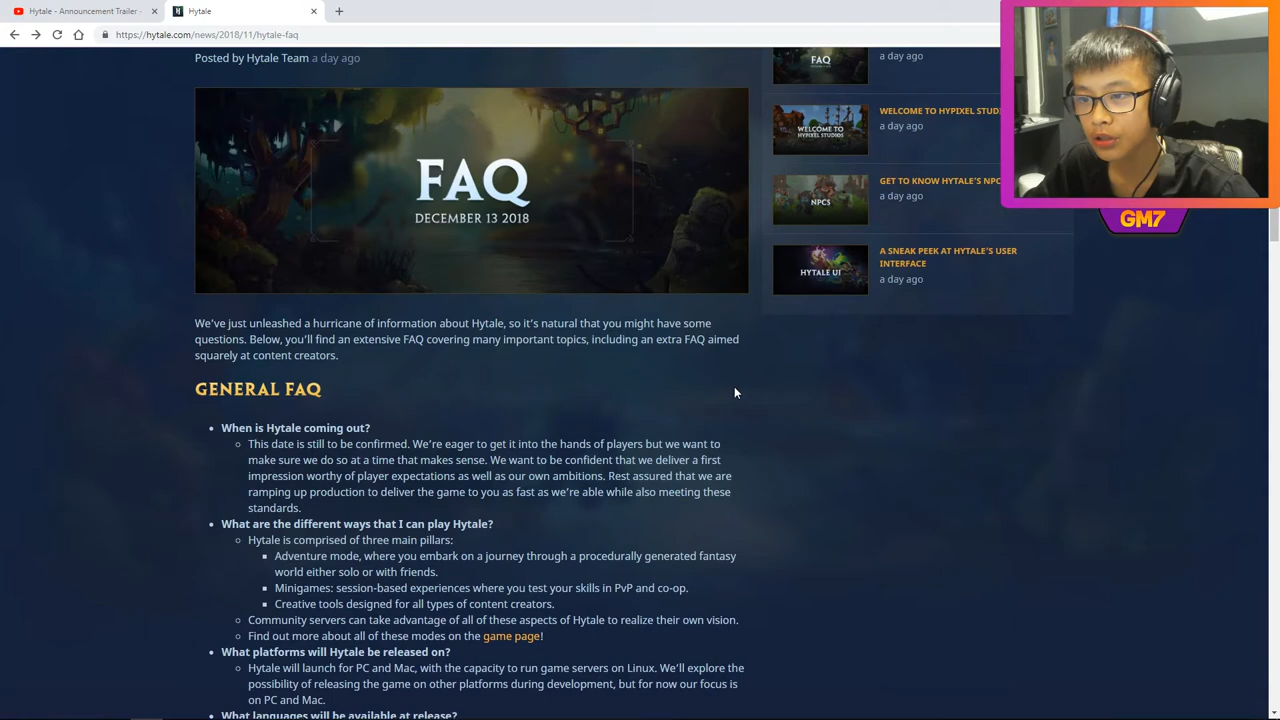 Hytale - Announcement Trailer -
Hytale
https://hytale.com/news/2018/11/hytale-faq
Posted by Hytale Team a day ago
FAQ
DECEMBER 13 2018
We've just unleashed a hurricane of information about Hytale, so it's natural that you might have some
questions. Below, you'll find an extensive FAQ covering many important topics, including an extra FAQ aimed
squarely at content creators.
GENERAL FAQ
• When is Hytale coming out?
○ This date is still to be confirmed. We're eager to get it into the hands of players but we want to
make sure we do so at a time that makes sense. We want to be confident that we deliver a first
impression worthy of player expectations as well as our own ambitions. Rest assured that we are
ramping up production to deliver the game to you as fast as we're able while also meeting these
standards.
• What are the different ways that I can play Hytale?
○ Hytale is comprised of three main pillars:
▪ Adventure mode, where you embark on a journey through a procedurally generated fantasy
world either solo or with friends.
▪ Minigames: session-based experiences where you test your skills in PvP and co-op.
▪ Creative tools designed for all types of content creators.
○ Community servers can take advantage of all of these aspects of Hytale to realize their own vision.
○ Find out more about all of these modes on the game page!
• What platforms will Hytale be released on?
○ Hytale will launch for PC and Mac, with the capacity to run game servers on Linux. We'll explore the
possibility of releasing the game on other platforms during development, but for now our focus is
on PC and Mac.
• What languages will be available at release?
FAQ
a day ago
WELCOME TO
HYPIXEL STUDIOS
WELCOME TO HYPIXEL STUD
a day ago
NPCS
GET TO KNOW HYTALE'S NPC
a day ago
HYTALE UI
A SNEAK PEEK AT HYTALE'S USER
INTERFACE
a day ago
GM7